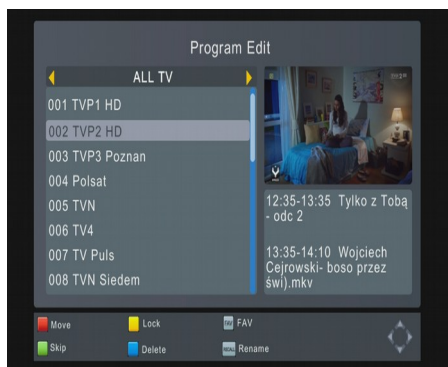 Program Edit
ALL TV
001 TVP1 HD
002 TVP2 HD
003 TVP3 Poznan
004 Polsat
005 TVN
006 TV4
007 TV Puls
008 TVN Siedem
12:35-13:35 Tylko z Tobą
- odc 2
13:35-14:10 Wojciech
Cejrowski- boso przez
świ).mkv
Move
Lock
FAV FAV
Skip
Delete
RECALL Rename